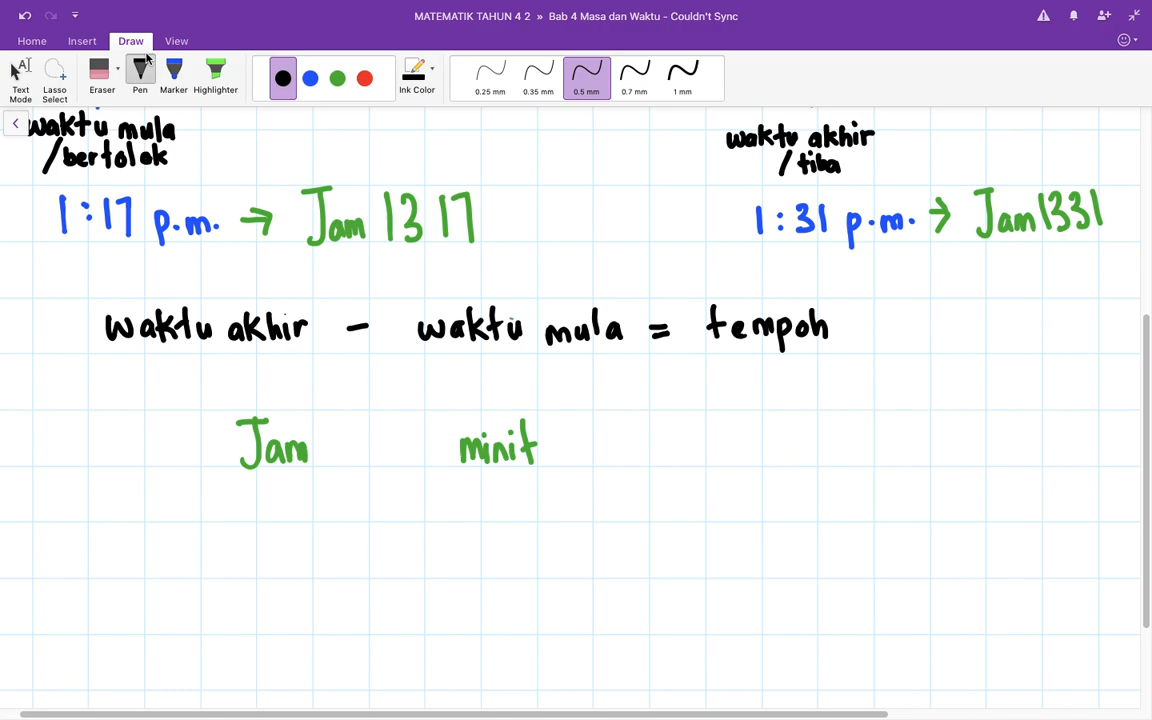 MATEMATIK TAHUN 4 2 » Bab 4 Masa dan Waktu - Couldn't Sync
Home Insert Draw View
Text Mode
Lasso Select
Eraser
Pen
Marker
Highlighter
Ink Color
0.25 mm
0.35 mm
0.5 mm
0.7 mm
1 mm
waktu mula
/bertolok
waktu akhir
/tiba
1:17 p.m. → Jam 1317
1:31 p.m. → Jam 1331
waktu akhir - waktu mula = tempoh
Jam minit